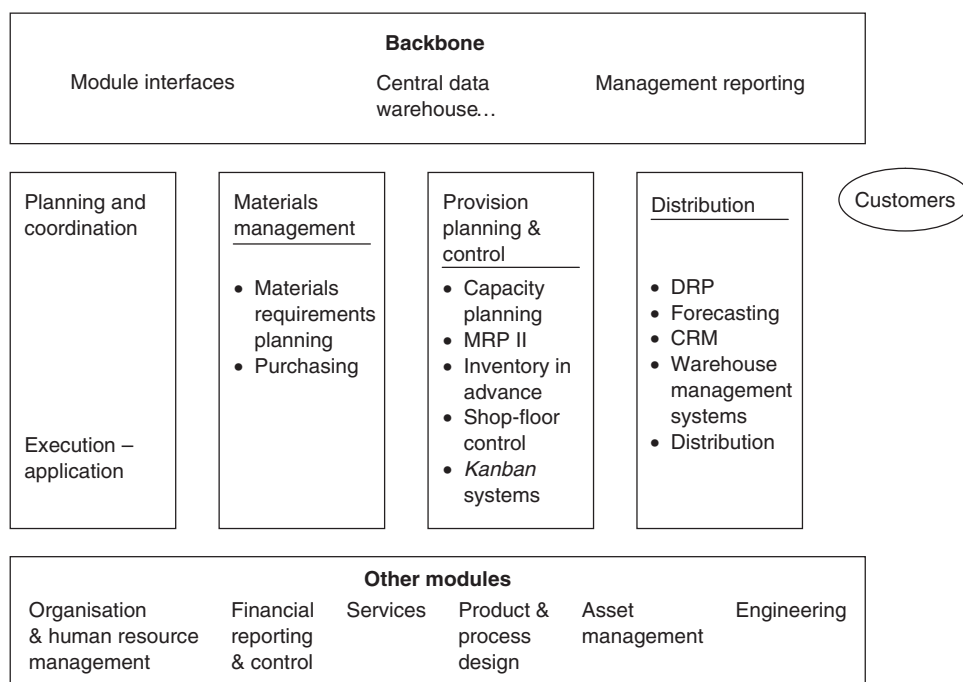 Backbone
Module interfaces
Central data
warehouse…
Management reporting
Planning and
coordination
Execution –
application
Materials
management
• Materials
requirements
planning
• Purchasing
Provision
planning &
control
• Capacity
planning
• MRP II
• Inventory in
advance
• Shop-floor
control
• Kanban
systems
Distribution
• DRP
• Forecasting
• CRM
• Warehouse
management
systems
• Distribution
Customers
Other modules
Organisation
& human resource
management
Financial
reporting
& control
Services
Product &
process
design
Asset
management
Engineering